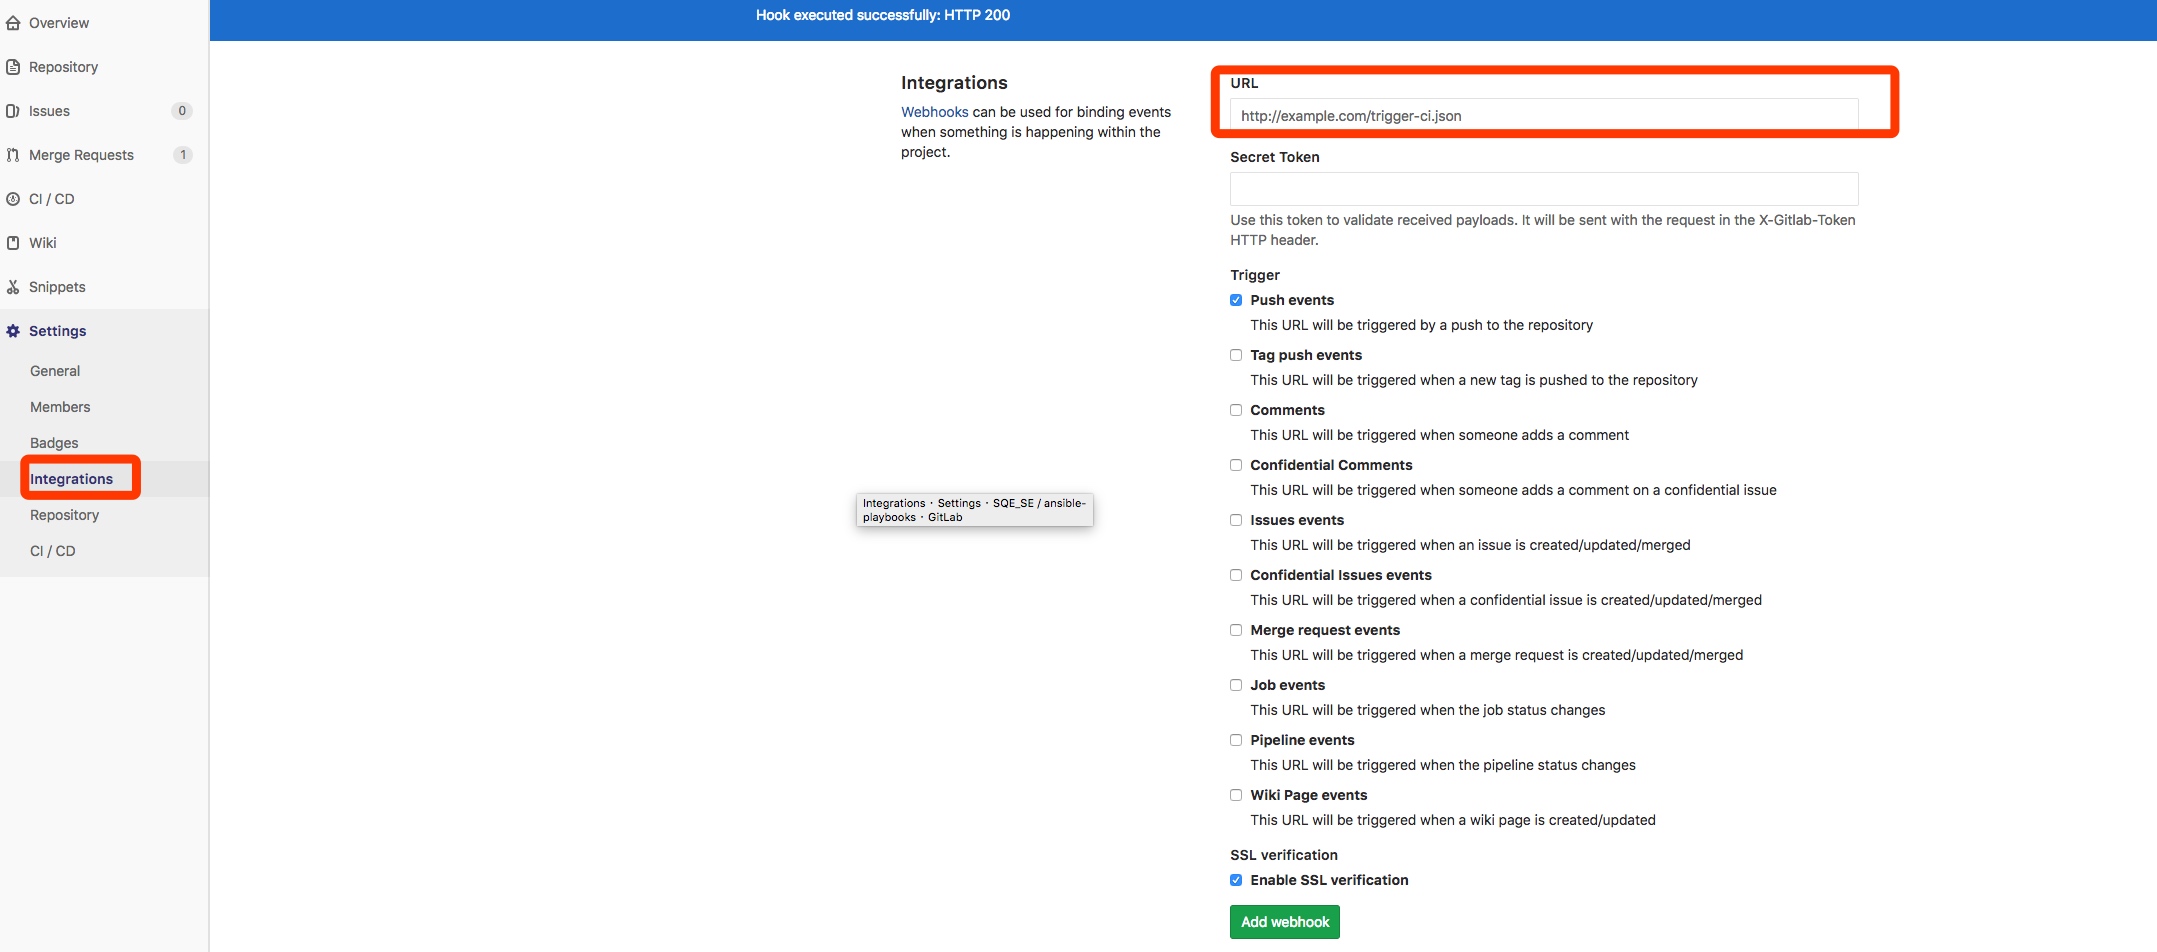 Hook executed successfully: HTTP 200
Overview
Repository
Issues 0
Merge Requests 1
CI / CD
Wiki
Snippets
Settings
General
Members
Badges
Integrations
Repository
CI / CD
Integrations
Webhooks can be used for binding events
when something is happening within the
project.
Integrations · Settings · SQE_SE / ansible-
playbooks · GitLab
URL
http://example.com/trigger-ci.json
Secret Token
Use this token to validate received payloads. It will be sent with the request in the X-Gitlab-Token
HTTP header.
Trigger
Push events
This URL will be triggered by a push to the repository
Tag push events
This URL will be triggered when a new tag is pushed to the repository
Comments
This URL will be triggered when someone adds a comment
Confidential Comments
This URL will be triggered when someone adds a comment on a confidential issue
Issues events
This URL will be triggered when an issue is created/updated/merged
Confidential Issues events
This URL will be triggered when a confidential issue is created/updated/merged
Merge request events
This URL will be triggered when a merge request is created/updated/merged
Job events
This URL will be triggered when the job status changes
Pipeline events
This URL will be triggered when the pipeline status changes
Wiki Page events
This URL will be triggered when a wiki page is created/updated
SSL verification
Enable SSL verification
Add webhook